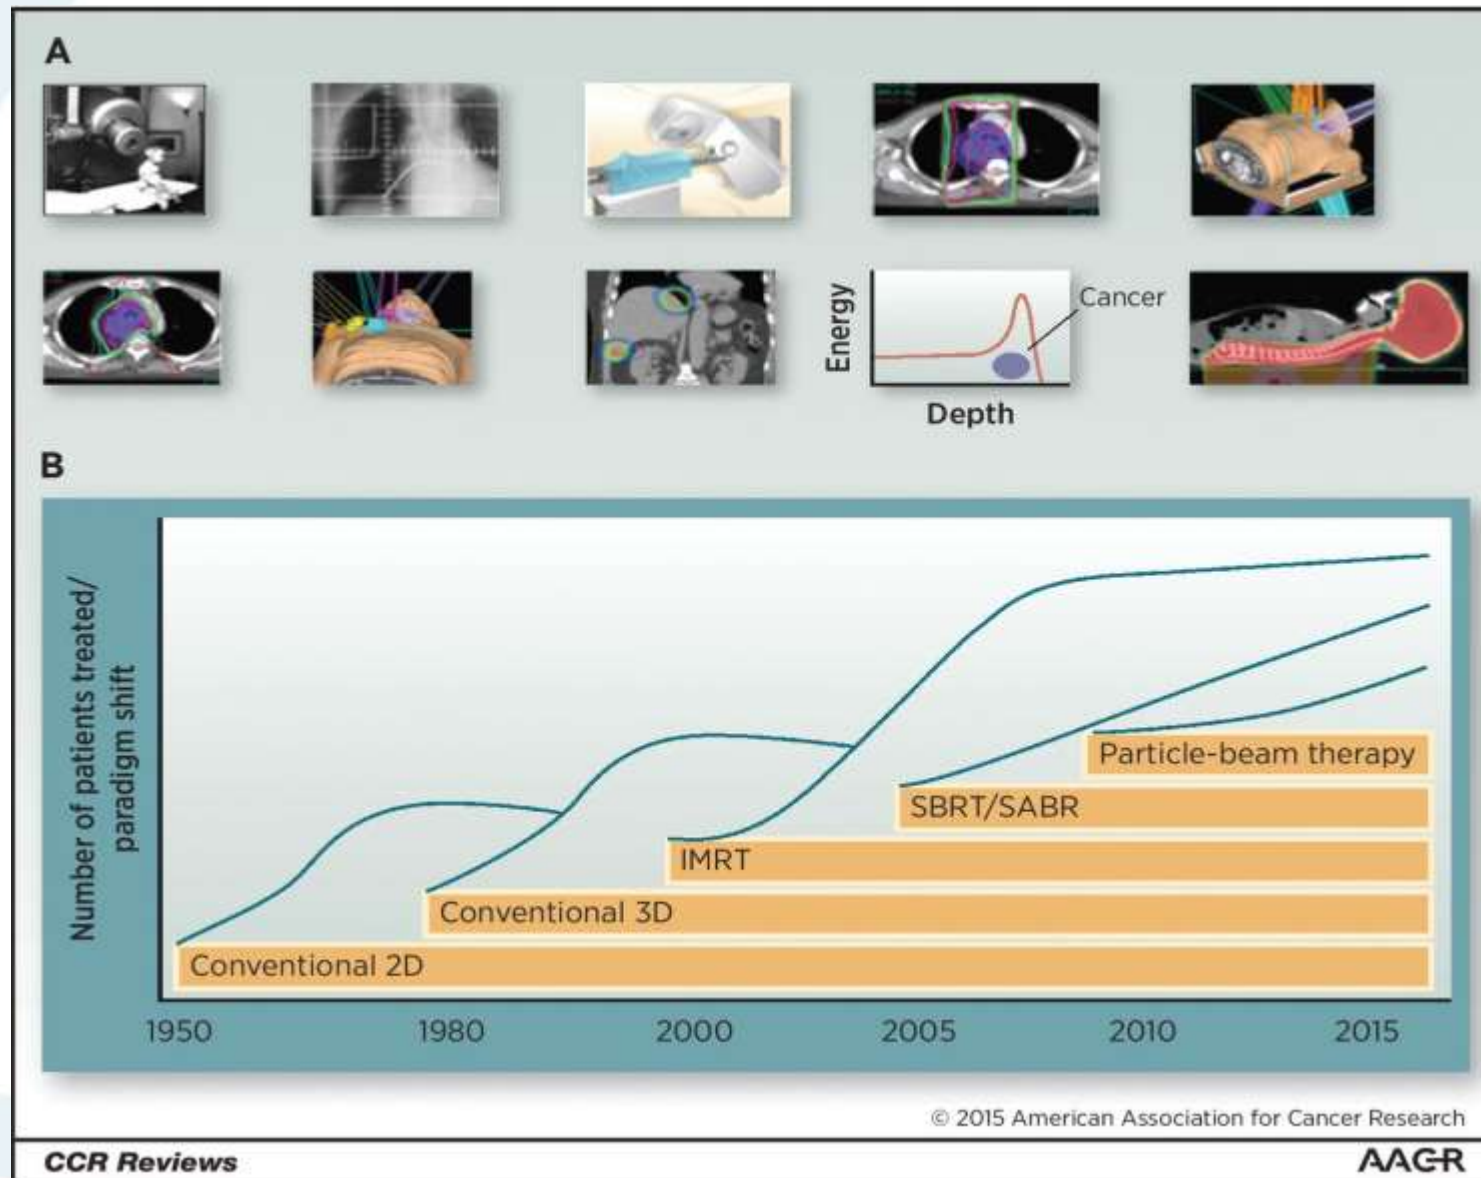 A
Energy
Cancer
Depth
B
Number of patients treated/
paradigm shift
Particle-beam therapy
SBRT/SABR
IMRT
Conventional 3D
Conventional 2D
1950 1980 2000 2005 2010 2015
© 2015 American Association for Cancer Research
CCR Reviews
AACR